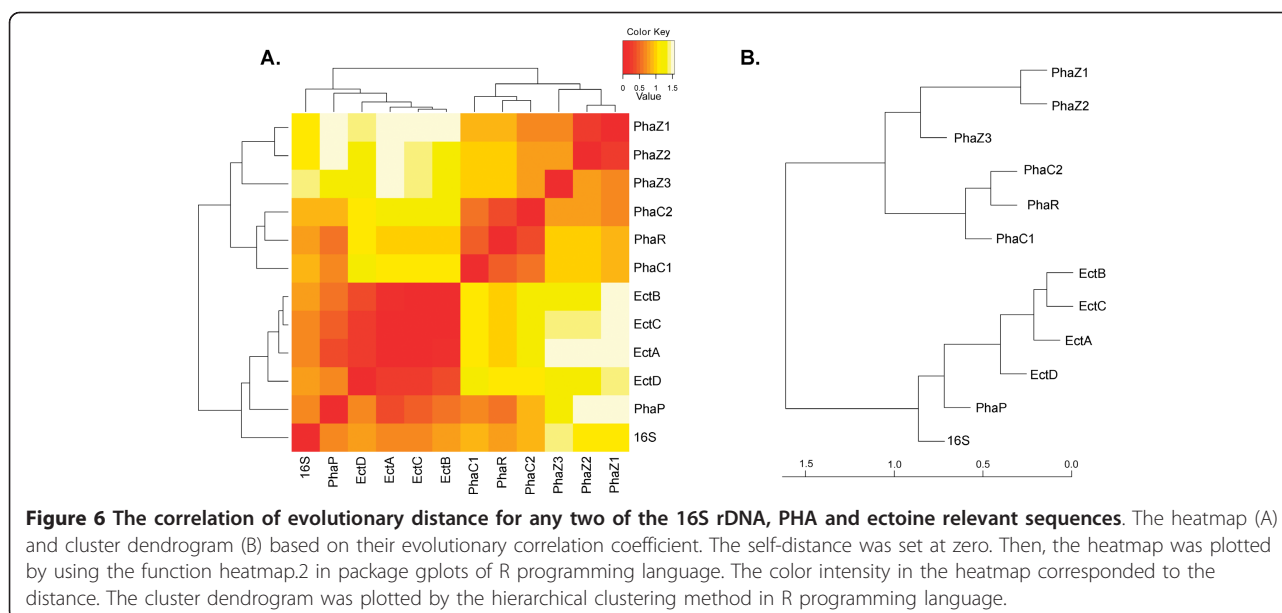 A.
Color Key
0 0.5 1 1.5
Value
PhaZ1
PhaZ2
PhaZ3
PhaC2
PhaR
PhaC1
EctB
EctC
EctA
EctD
PhaP
16S
16S PhaP EctD EctA EctC EctB PhaC1 PhaR PhaC2 PhaZ3 PhaZ2 PhaZ1
B.
PhaZ1
PhaZ2
PhaZ3
PhaC2
PhaR
PhaC1
EctB
EctC
EctA
EctD
PhaP
16S
1.5 1.0 0.5 0.0
Figure 6 The correlation of evolutionary distance for any two of the 16S rDNA, PHA and ectoine relevant sequences. The heatmap (A)
and cluster dendrogram (B) based on their evolutionary correlation coefficient. The self-distance was set at zero. Then, the heatmap was plotted
by using the function heatmap.2 in package gplots of R programming language. The color intensity in the heatmap corresponded to the
distance. The cluster dendrogram was plotted by the hierarchical clustering method in R programming language.